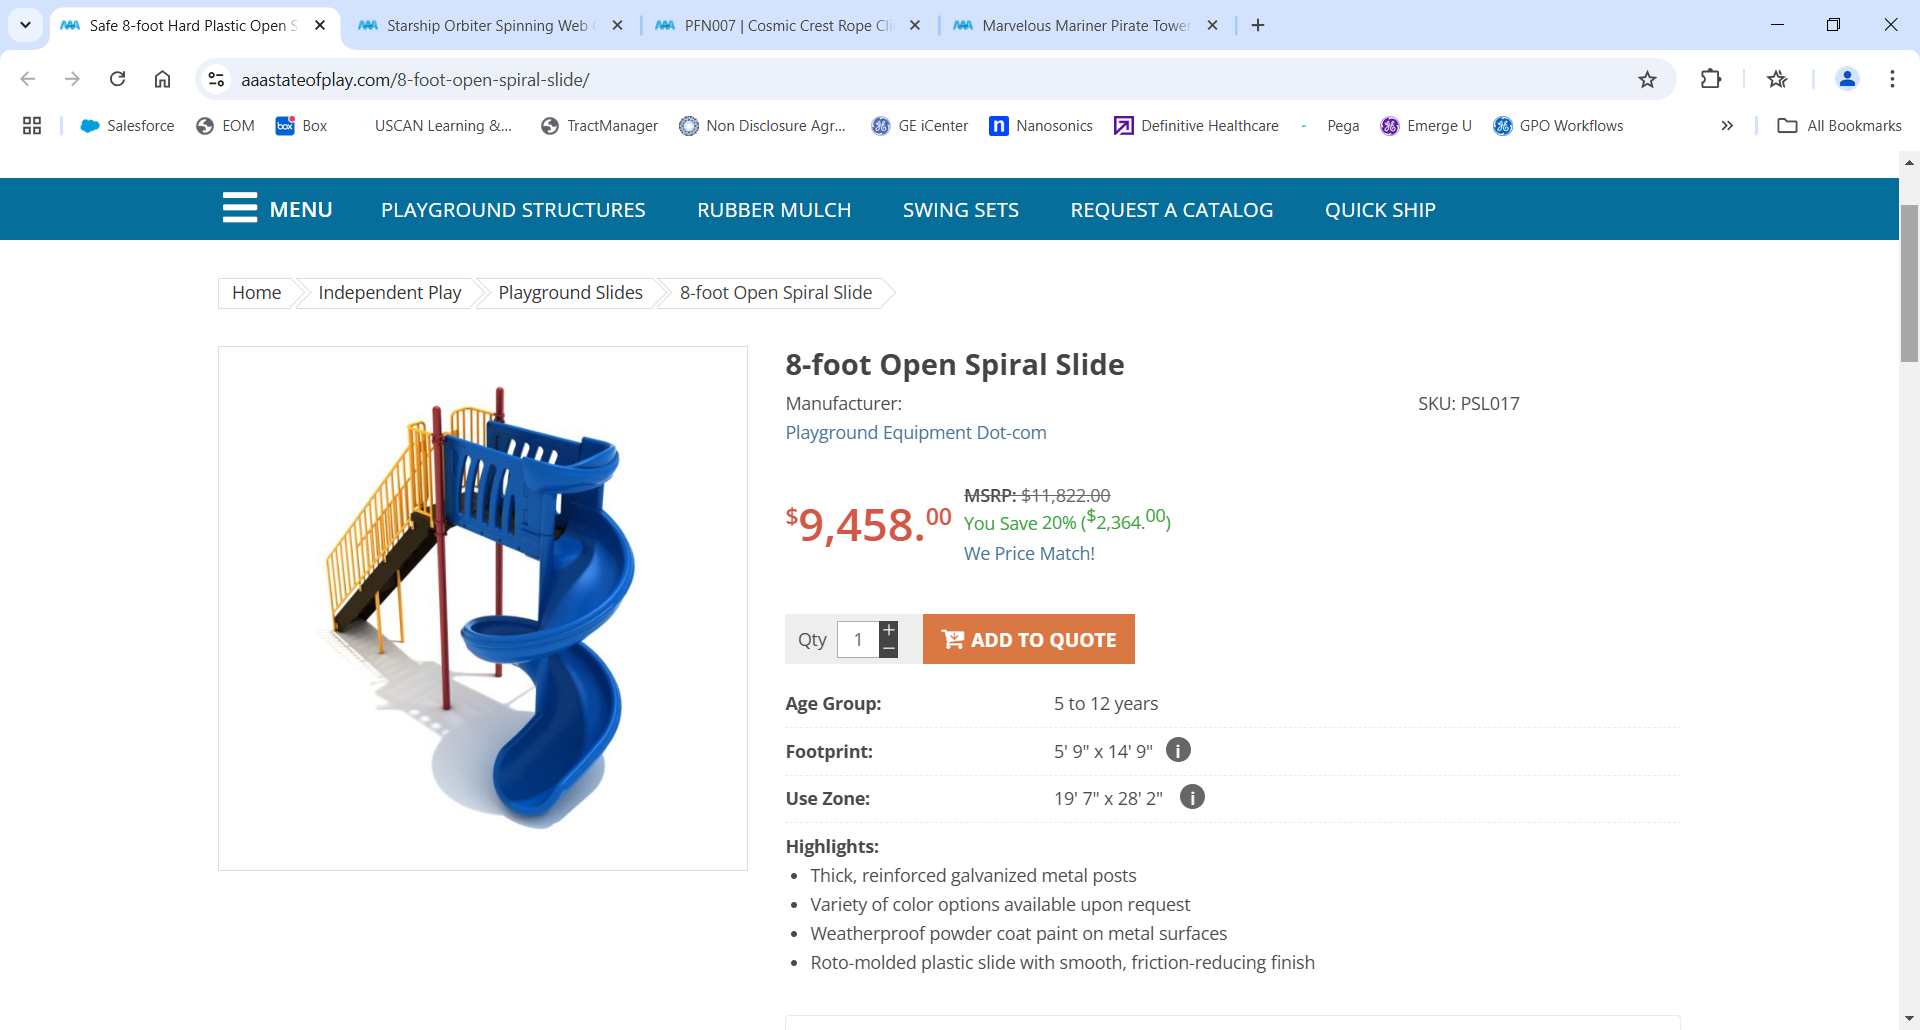 Safe 8-foot Hard Plastic Open S
Starship Orbiter Spinning Web
PFN007 | Cosmic Crest Rope Cli
Marvelous Mariner Pirate Tower
aaastateofplay.com/8-foot-open-spiral-slide/
Salesforce
EOM
box
Box
USCAN Learning &...
TractManager
Non Disclosure Agr...
GE iCenter
n
Nanosonics
Definitive Healthcare
Pega
Emerge U
GPO Workflows
All Bookmarks
MENU
PLAYGROUND STRUCTURES
RUBBER MULCH
SWING SETS
REQUEST A CATALOG
QUICK SHIP
Home
Independent Play
Playground Slides
8-foot Open Spiral Slide
8-foot Open Spiral Slide
Manufacturer:
SKU: PSL017
Playground Equipment Dot-com
MSRP: $11,822.00
$9,458.00
You Save 20% ($2,364.00)
We Price Match!
Qty
1
+
−
ADD TO QUOTE
Age Group: 5 to 12 years
Footprint: 5' 9" x 14' 9" i
Use Zone: 19' 7" x 28' 2" i
Highlights:
• Thick, reinforced galvanized metal posts
• Variety of color options available upon request
• Weatherproof powder coat paint on metal surfaces
• Roto-molded plastic slide with smooth, friction-reducing finish